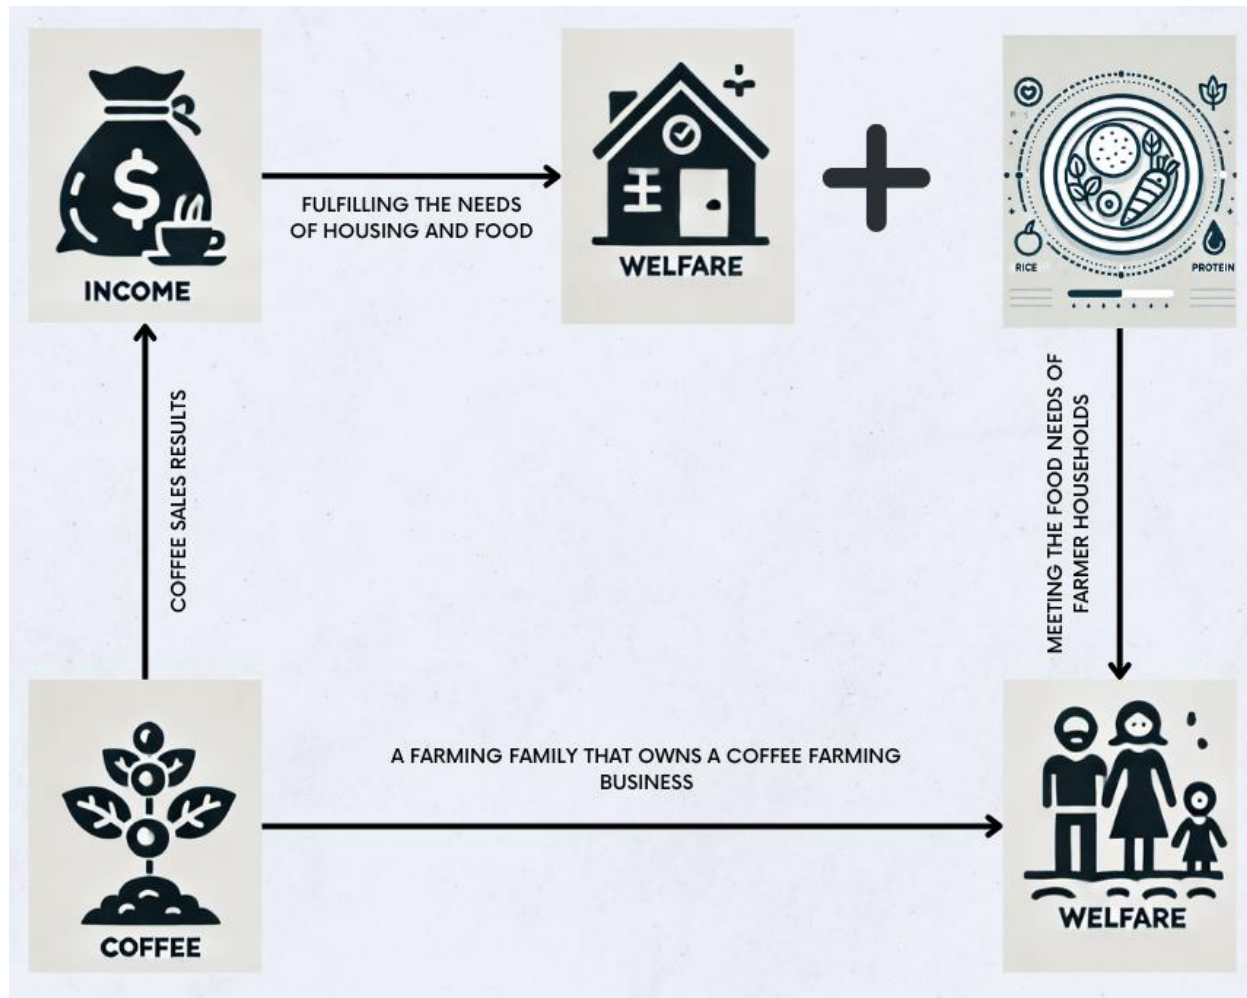 INCOME
FULFILLING THE NEEDS
OF HOUSING AND FOOD
WELFARE
RICE
PROTEIN
COFFEE SALES RESULTS
MEETING THE FOOD NEEDS OF
FARMER HOUSEHOLDS
COFFEE
A FARMING FAMILY THAT OWNS A COFFEE FARMING
BUSINESS
WELFARE